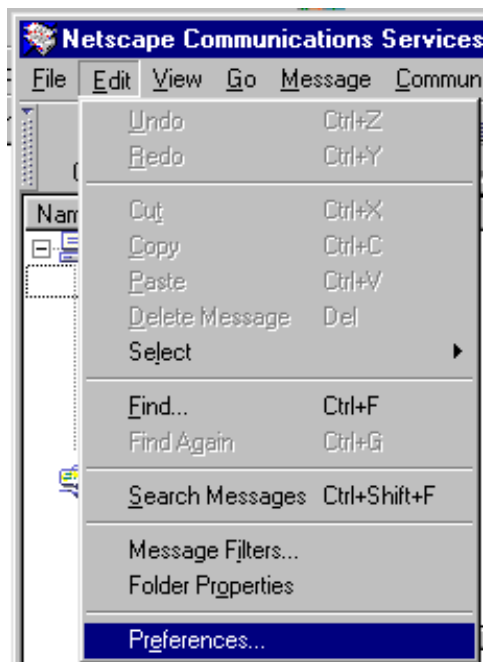 Netscape Communications Services
File Edit View Go Message Commun
Undo Ctrl+Z
Redo Ctrl+Y
Nam
Cut Ctrl+X
Copy Ctrl+C
Paste Ctrl+V
Delete Message Del
Select
Find... Ctrl+F
Find Again Ctrl+G
Search Messages Ctrl+Shift+F
Message Filters...
Folder Properties
Preferences...